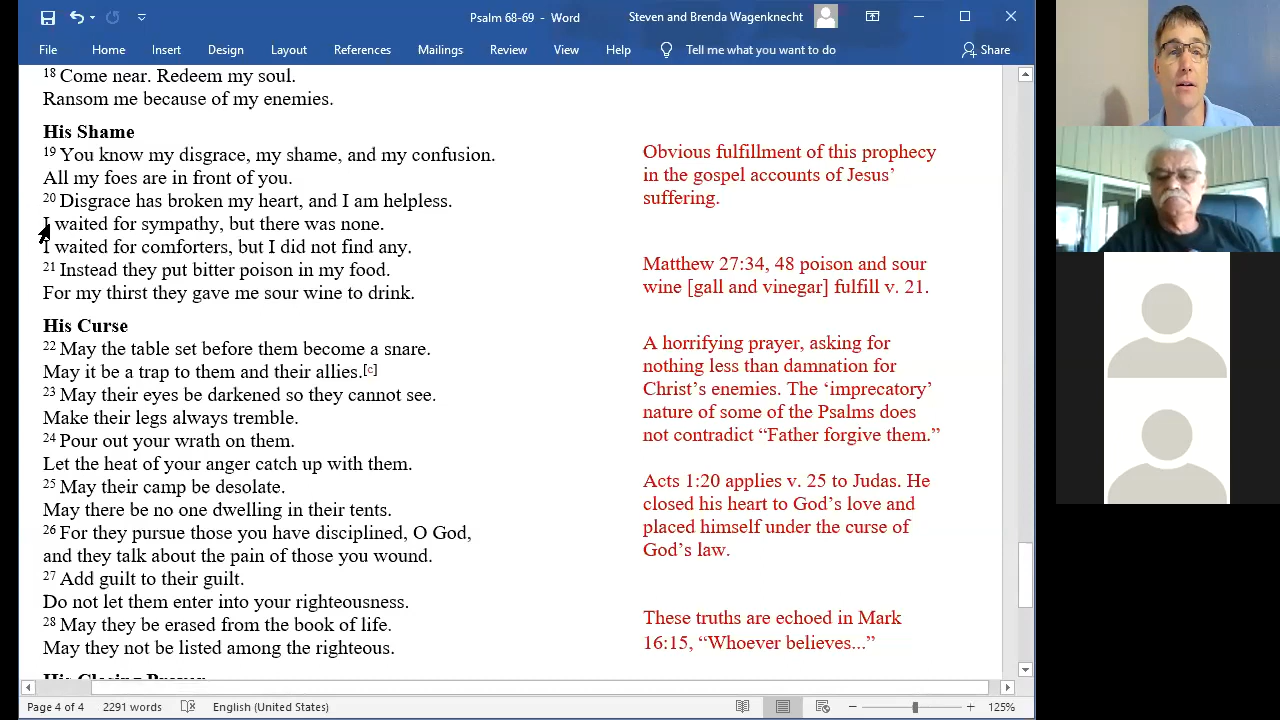 Psalm 68-69 - Word
Steven and Brenda Wagenknecht
File
Home
Insert
Design
Layout
References
Mailings
Review
View
Help
Tell me what you want to do
Share
18 Come near. Redeem my soul.
Ransom me because of my enemies.
His Shame
19 You know my disgrace, my shame, and my confusion.
All my foes are in front of you.
20 Disgrace has broken my heart, and I am helpless.
I waited for sympathy, but there was none.
I waited for comforters, but I did not find any.
21 Instead they put bitter poison in my food.
For my thirst they gave me sour wine to drink.
His Curse
22 May the table set before them become a snare.
May it be a trap to them and their allies.[c]
23 May their eyes be darkened so they cannot see.
Make their legs always tremble.
24 Pour out your wrath on them.
Let the heat of your anger catch up with them.
25 May their camp be desolate.
May there be no one dwelling in their tents.
26 For they pursue those you have disciplined, O God,
and they talk about the pain of those you wound.
27 Add guilt to their guilt.
Do not let them enter into your righteousness.
28 May they be erased from the book of life.
May they not be listed among the righteous.
His Closing Prayer
Obvious fulfillment of this prophecy
in the gospel accounts of Jesus’
suffering.
Matthew 27:34, 48 poison and sour
wine [gall and vinegar] fulfill v. 21.
A horrifying prayer, asking for
nothing less than damnation for
Christ’s enemies. The ‘imprecatory’
nature of some of the Psalms does
not contradict “Father forgive them.”
Acts 1:20 applies v. 25 to Judas. He
closed his heart to God’s love and
placed himself under the curse of
God’s law.
These truths are echoed in Mark
16:15, “Whoever believes...”
Page 4 of 4
2291 words
English (United States)
125%